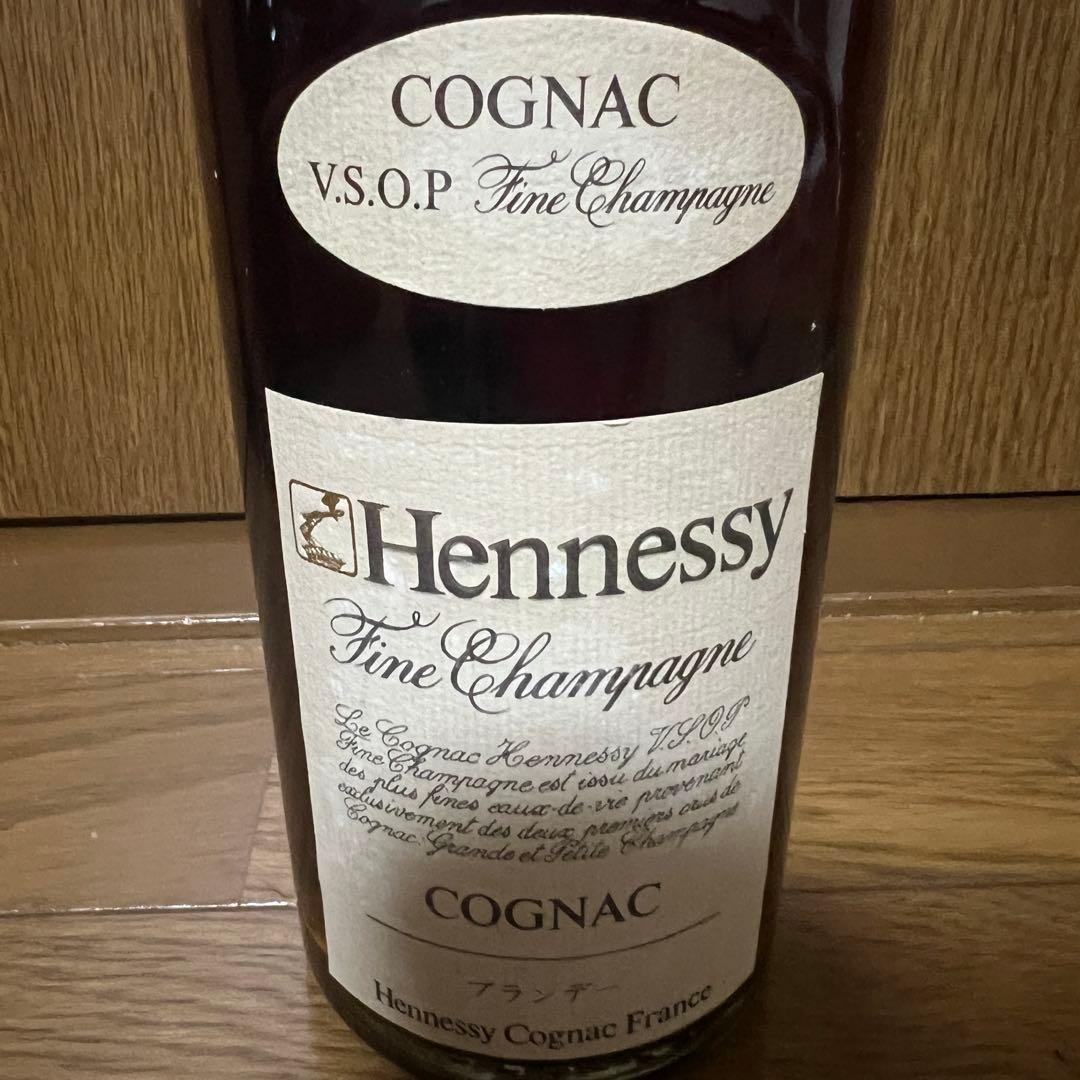 COGNAC
V.S.O.P Fine Champagne
Hennessy
Fine Champagne
Le Cognac Hennessy V.S.O.P
Fine Champagne est issu du mariage
des plus fines eaux-de-vie provenant
exclusivement des deux premiers crus de
Cognac: Grande et Petite Champagne
COGNAC
ブランデー
Hennessy Cognac France